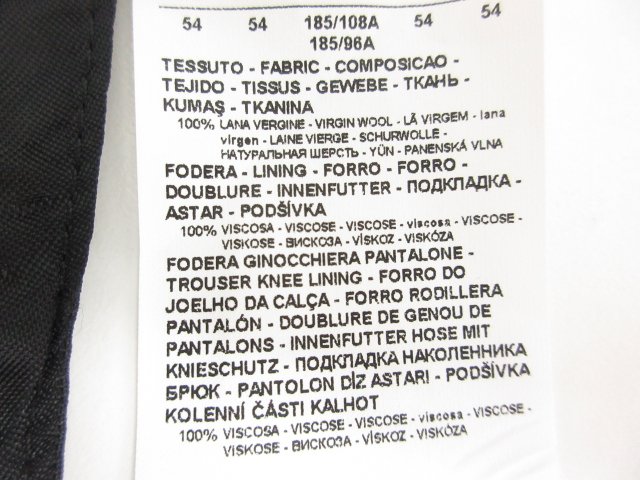 54 54 185/108A 54 54
185/96A
TESSUTO - FABRIC - COMPOSICAO -
TEJIDO - TISSUS - GEWEBE - ТКАНЬ -
KUMAŞ - TKANINA
100% LANA VERGINE - VIRGIN WOOL - LÃ VIRGEM - lana
virgen - LAINE VIERGE - SCHURWOLLE -
НАТУРАЛЬНАЯ ШЕРСТЬ - YÜN - PANENSKÁ VLNA
FODERA - LINING - FORRO - FORRO -
DOUBLURE - INNENFUTTER - ПОДКЛАДКА -
ASTAR - PODŠÍVKA
100% VISCOSA - VISCOSE - VISCOSE - viscosa - VISCOSE -
VISKOSE - ВИСКОЗА - VİSKOZ - VISKÓZA
FODERA GINOCCHIERA PANTALONE -
TROUSER KNEE LINING - FORRO DO
JOELHO DA CALÇA - FORRO RODILLERA
PANTALÓN - DOUBLURE DE GENOU DE
PANTALONS - INNENFUTTER HOSE MIT
KNIESCHUTZ - ПОДКЛАДКА НАКОЛЕННИКА
БРЮК - PANTOLON DİZ ASTARI - PODŠÍVKA
KOLENNÍ ČÁSTI KALHOT
100% VISCOSA - VISCOSE - VISCOSE - viscosa - VISCOSE -
VISKOSE - ВИСКОЗА - VİSKOZ - VISKÓZA